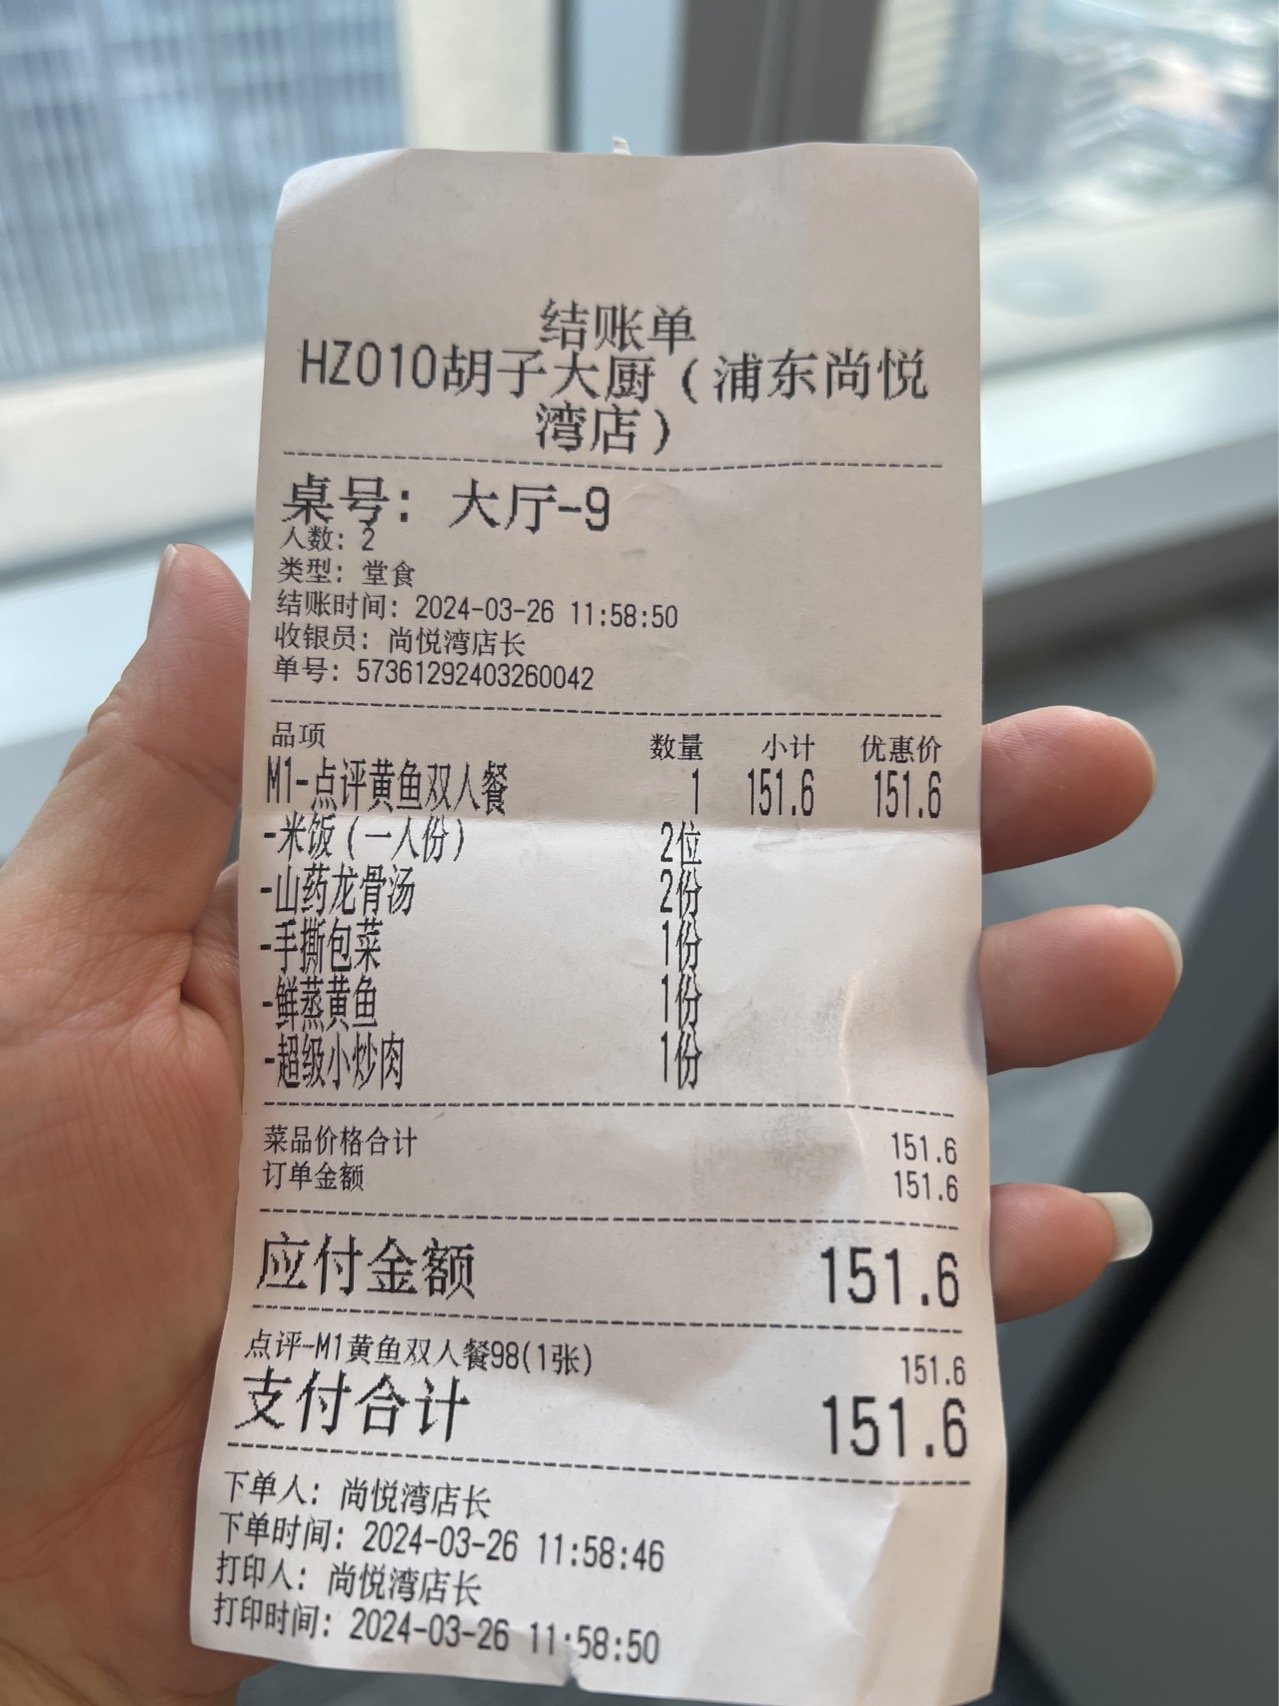 结账单
HZ010胡子大厨（浦东尚悦
湾店）
桌号：大厅-9
人数：2
类型：堂食
结账时间：2024-03-26 11:58:50
收银员：尚悦湾店长
单号：573612922403260042
品项 数量 小计 优惠价
M1-点评黄鱼双人餐 1 151.6 151.6
-米饭（一人份） 2位
-山药龙骨汤 2份
-手撕包菜 1份
-鲜蒸黄鱼 1份
-超级小炒肉 1份
菜品价格合计 151.6
订单金额 151.6
应付金额 151.6
点评-M1黄鱼双人餐98(1张) 151.6
支付合计 151.6
下单人：尚悦湾店长
下单时间：2024-03-26 11:58:46
打印人：尚悦湾店长
打印时间：2024-03-26 11:58:50